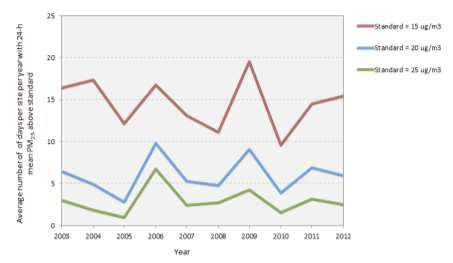 25
20
15
10
5
0
Average number of of days per site per year with 24-h
mean PM2.5 above standard
2003 2004 2005 2006 2007 2008 2009 2010 2011 2012
Year
Standard = 15 ug/m3
Standard = 20 ug/m3
Standard = 25 ug/m3